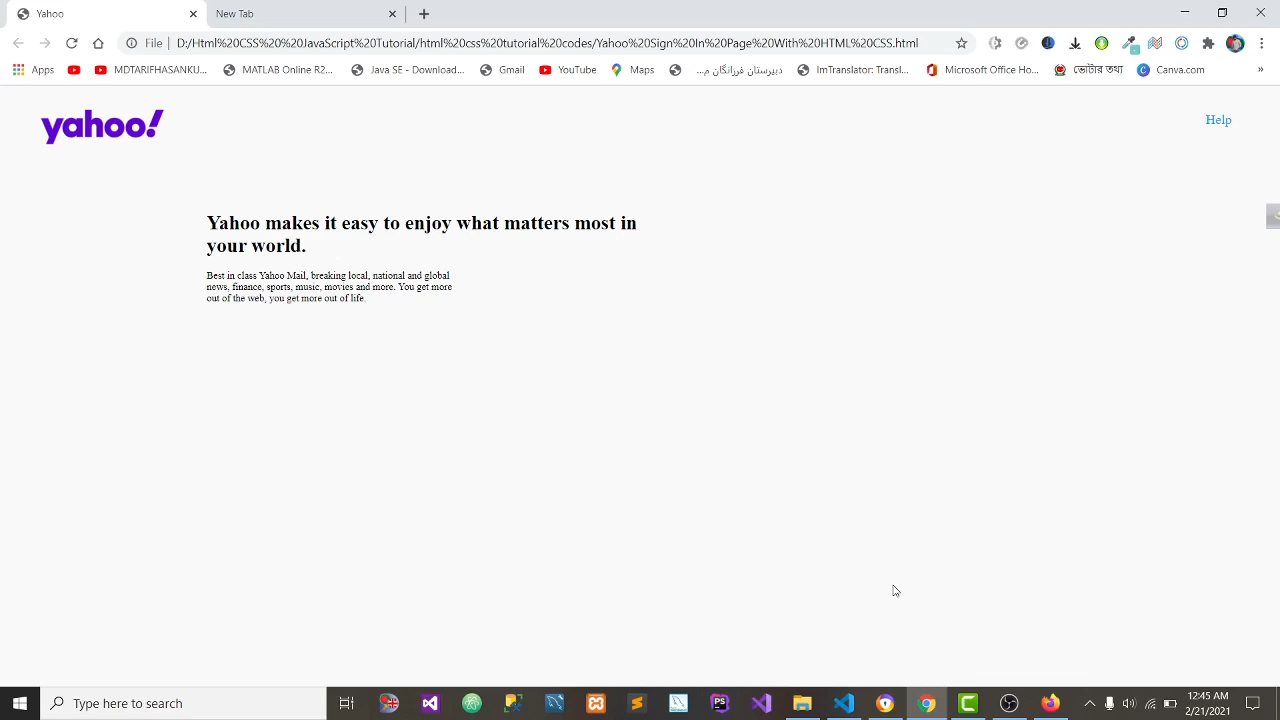 Yahoo
New Tab
File
D:/Html%20CSS%20%20JavaScript%20Tutorial/html%20css%20tutorial%20codes/Yahoo%20Sign%20In%20Page%20With%20HTML%20CSS.html
Apps
MDTARIFHASANKU...
MATLAB Online R2...
Java SE - Download...
Gmail
YouTube
Maps
دبیرستان فرزانگان م...
ImTranslator: Transl...
Microsoft Office Ho...
ভোটার তথ্য
Canva.com
»
yahoo!
Help
Yahoo makes it easy to enjoy what matters most in
your world.
Best in class Yahoo Mail, breaking local, national and global
news, finance, sports, music, movies and more. You get more
out of the web, you get more out of life.
Type here to search
12:45 AM
2/21/2021